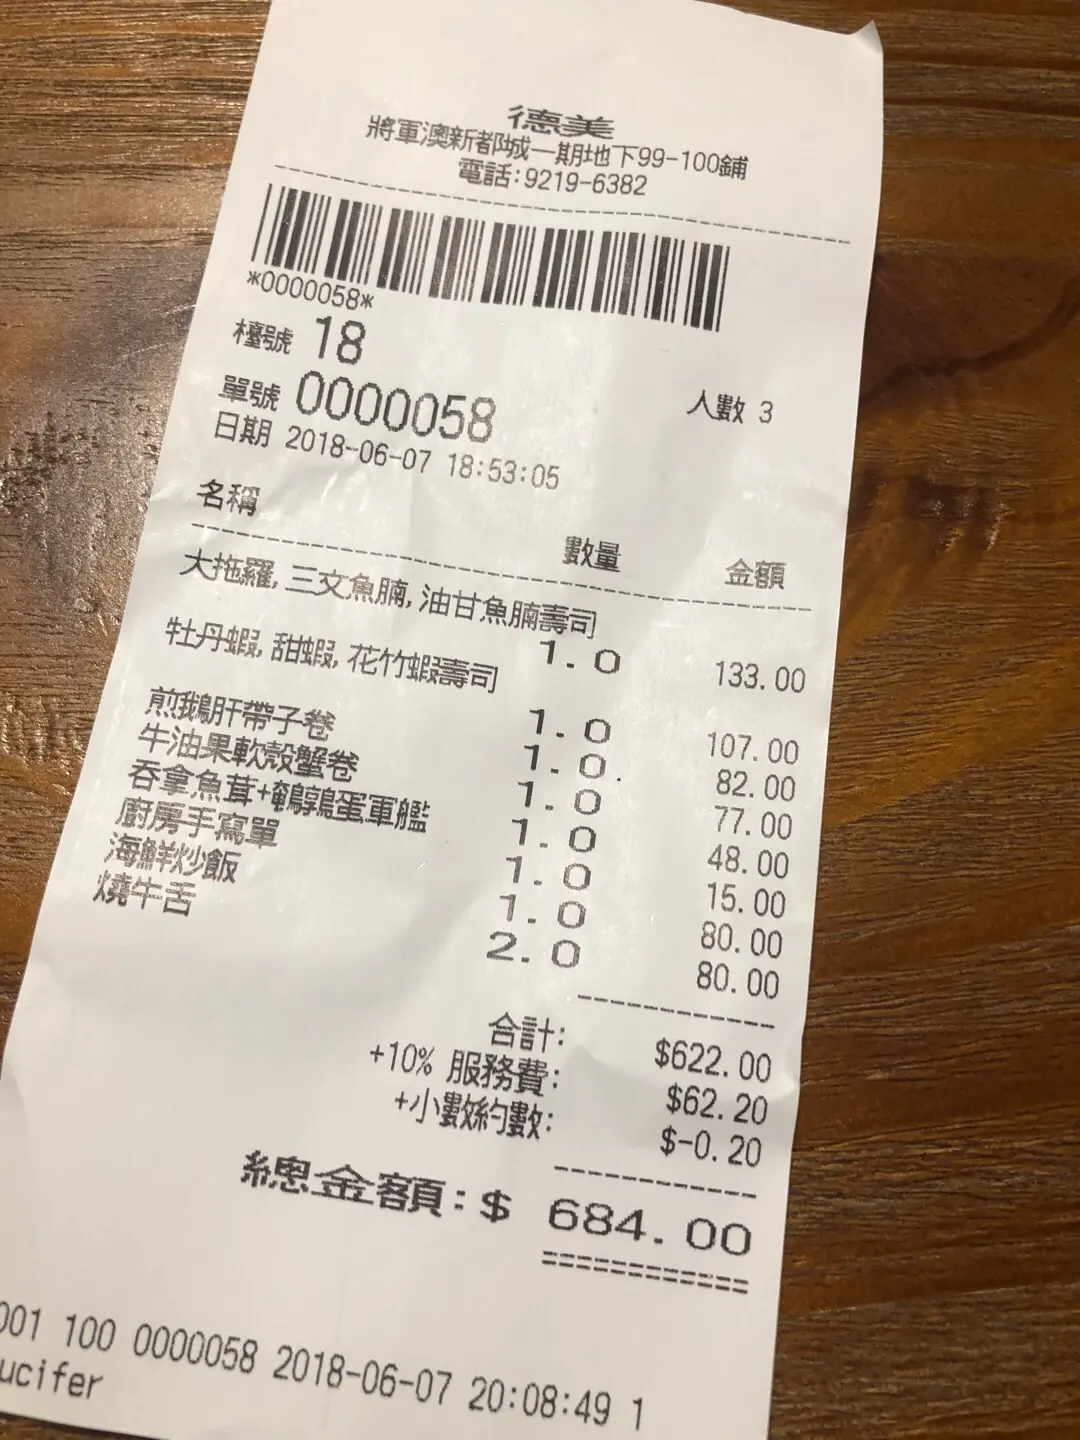 德美
將軍澳新都城一期地下99-100鋪
電話:9219-6382
*0000058*
檯號 18
單號 0000058 人數 3
日期 2018-06-07 18:53:05
名稱 數量 金額
大拖羅,三文魚腩,油甘魚腩壽司
1.0 133.00
牡丹蝦,甜蝦,花竹蝦壽司
1.0 107.00
煎鵝肝帶子卷 1.0 82.00
牛油果軟殼蟹卷 1.0 77.00
吞拿魚茸+鵪鶉蛋軍艦 1.0 48.00
廚房手寫單 1.0 15.00
海鮮炒飯 1.0 80.00
燒牛舌 2.0 80.00
合計: $622.00
+10% 服務費: $62.20
+小數約數: $-0.20
總金額:$ 684.00
001 100 0000058 2018-06-07 20:08:49 1
ucifer